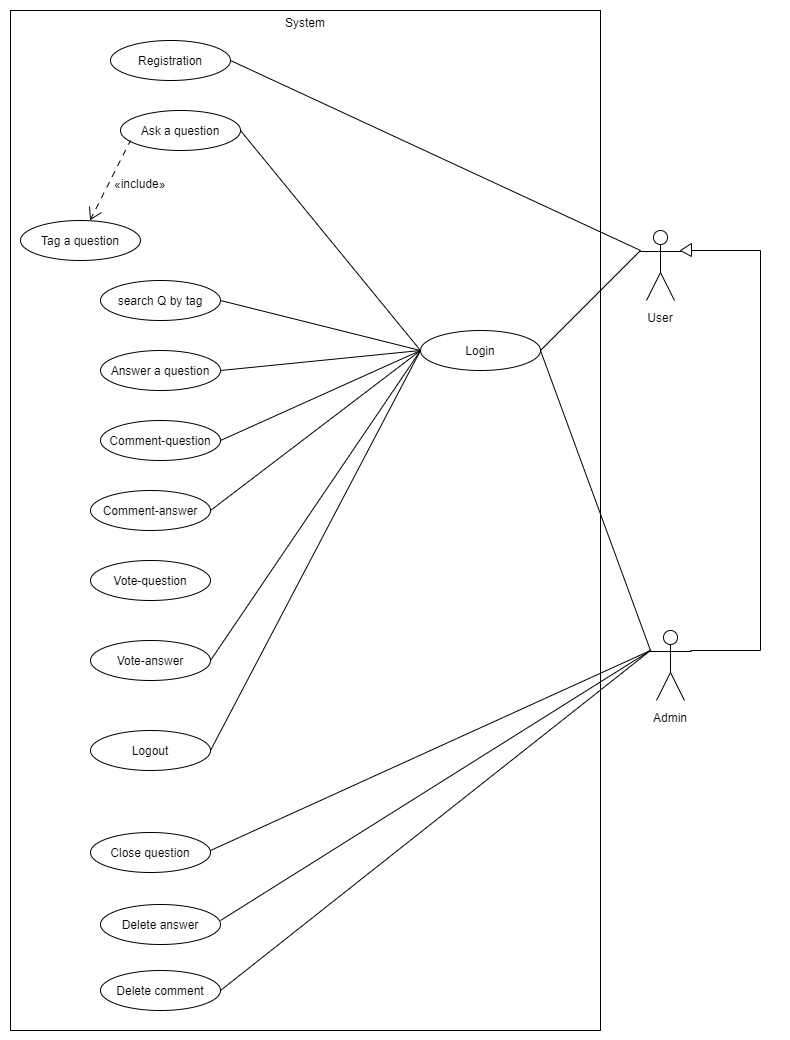 System
Registration
Ask a question
«include»
Tag a question
User
search Q by tag
Login
Answer a question
Comment-question
Comment-answer
Vote-question
Vote-answer
Admin
Logout
Close question
Delete answer
Delete comment